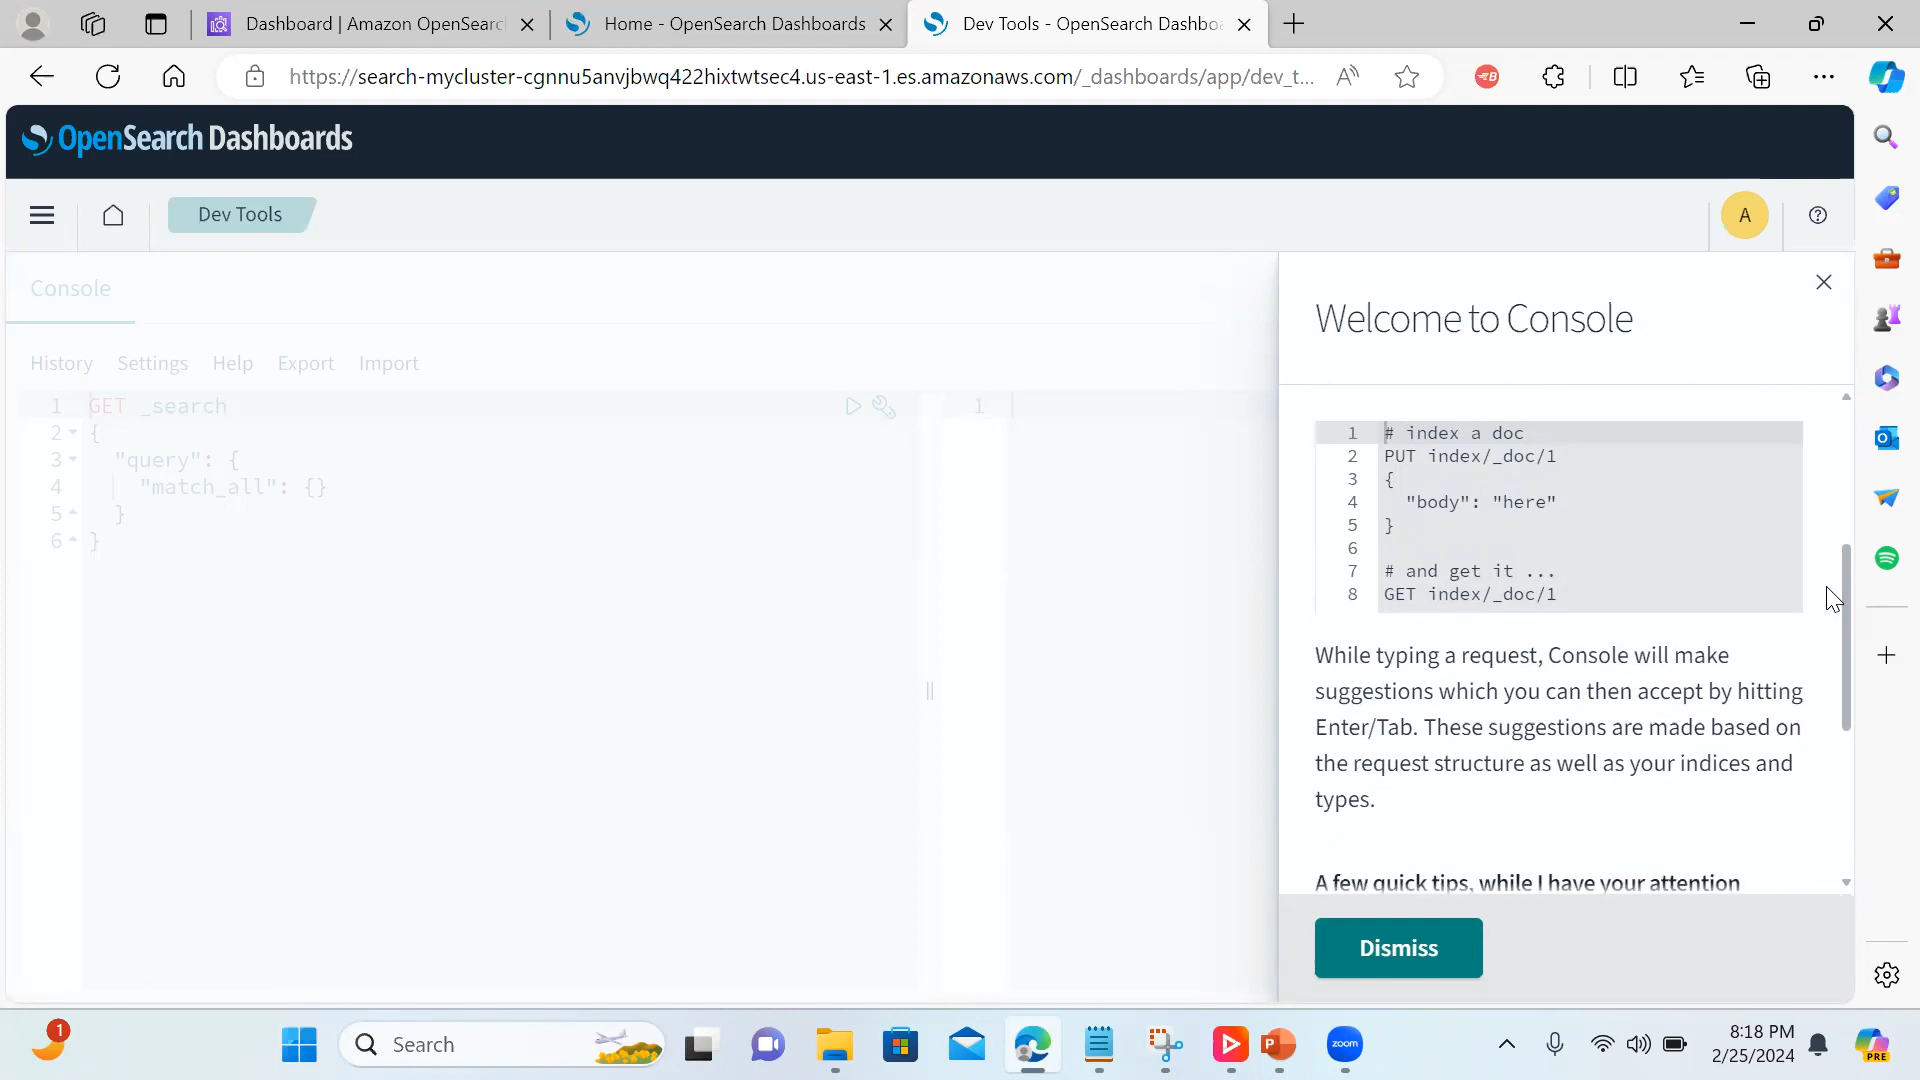 Dashboard | Amazon OpenSearc
Home - OpenSearch Dashboards
Dev Tools - OpenSearch Dashboa
https://search-mycluster-cgnnu5anvjbwq422hixtwtsec4.us-east-1.es.amazonaws.com/_dashboards/app/dev_t...
OpenSearch Dashboards
Dev Tools
A
Console
History Settings Help Export Import
1 GET _search
2 {
3 "query": {
4 "match_all": {}
5 }
6 }
1
Welcome to Console
1 # index a doc
2 PUT index/_doc/1
3 {
4 "body": "here"
5 }
6
7 # and get it ...
8 GET index/_doc/1
While typing a request, Console will make
suggestions which you can then accept by hitting
Enter/Tab. These suggestions are made based on
the request structure as well as your indices and
types.
A few quick tips, while I have your attention
Dismiss
1
Search
zoom
8:18 PM
2/25/2024
PRE